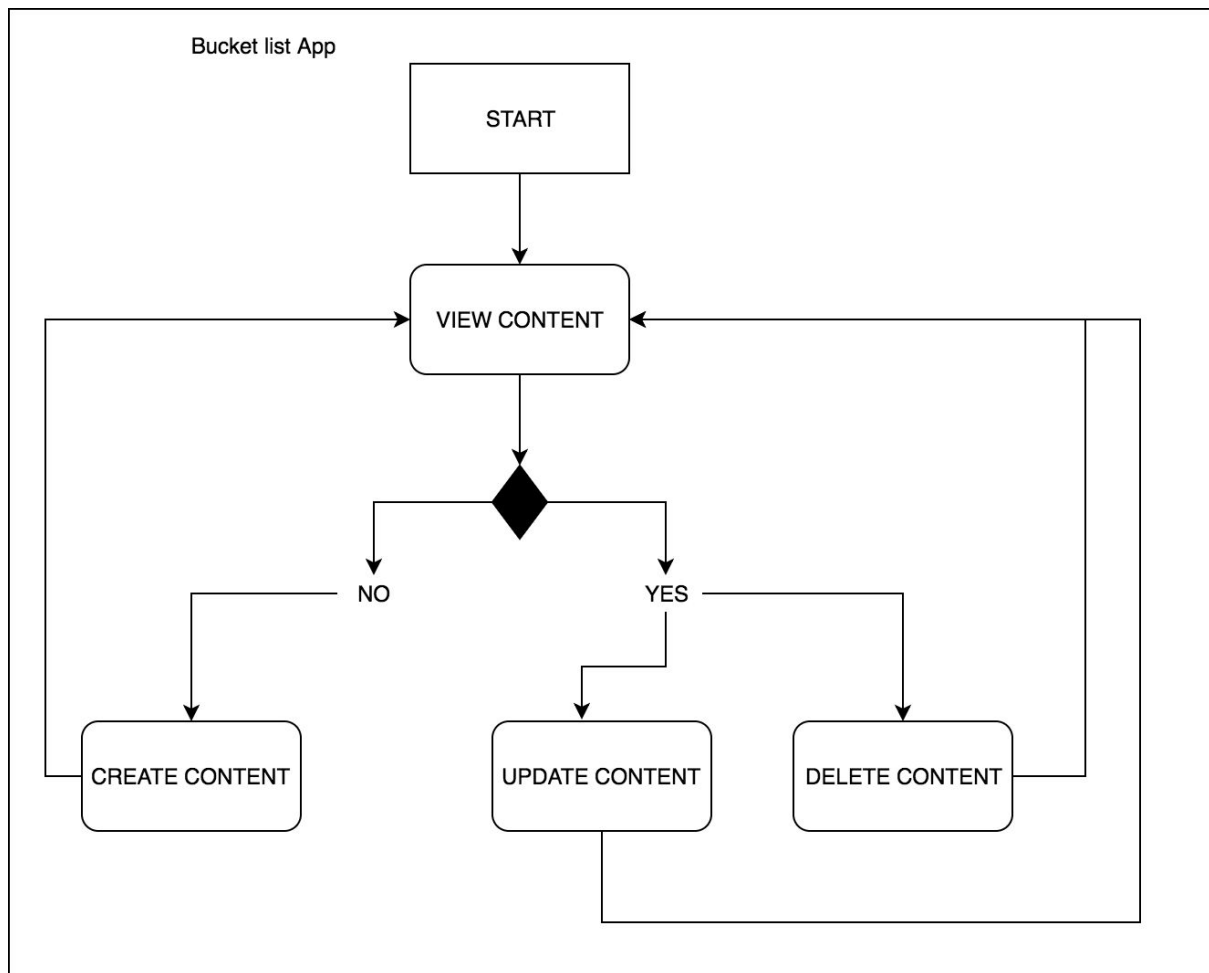 Bucket list App
START
VIEW CONTENT
NO
YES
CREATE CONTENT
UPDATE CONTENT
DELETE CONTENT